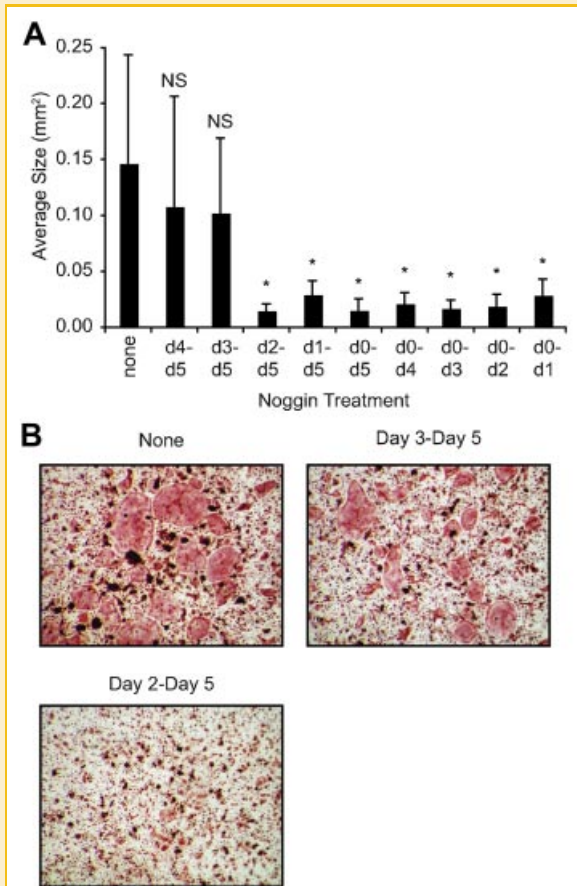 A
0.25
0.20
0.15
0.10
0.05
0.00
Average Size (mm²)
NS
NS
* * * * * * *
none
d4-d5
d3-d5
d2-d5
d1-d5
d0-d5
d0-d4
d0-d3
d0-d2
d0-d1
Noggin Treatment
B
None
Day 3-Day 5
Day 2-Day 5